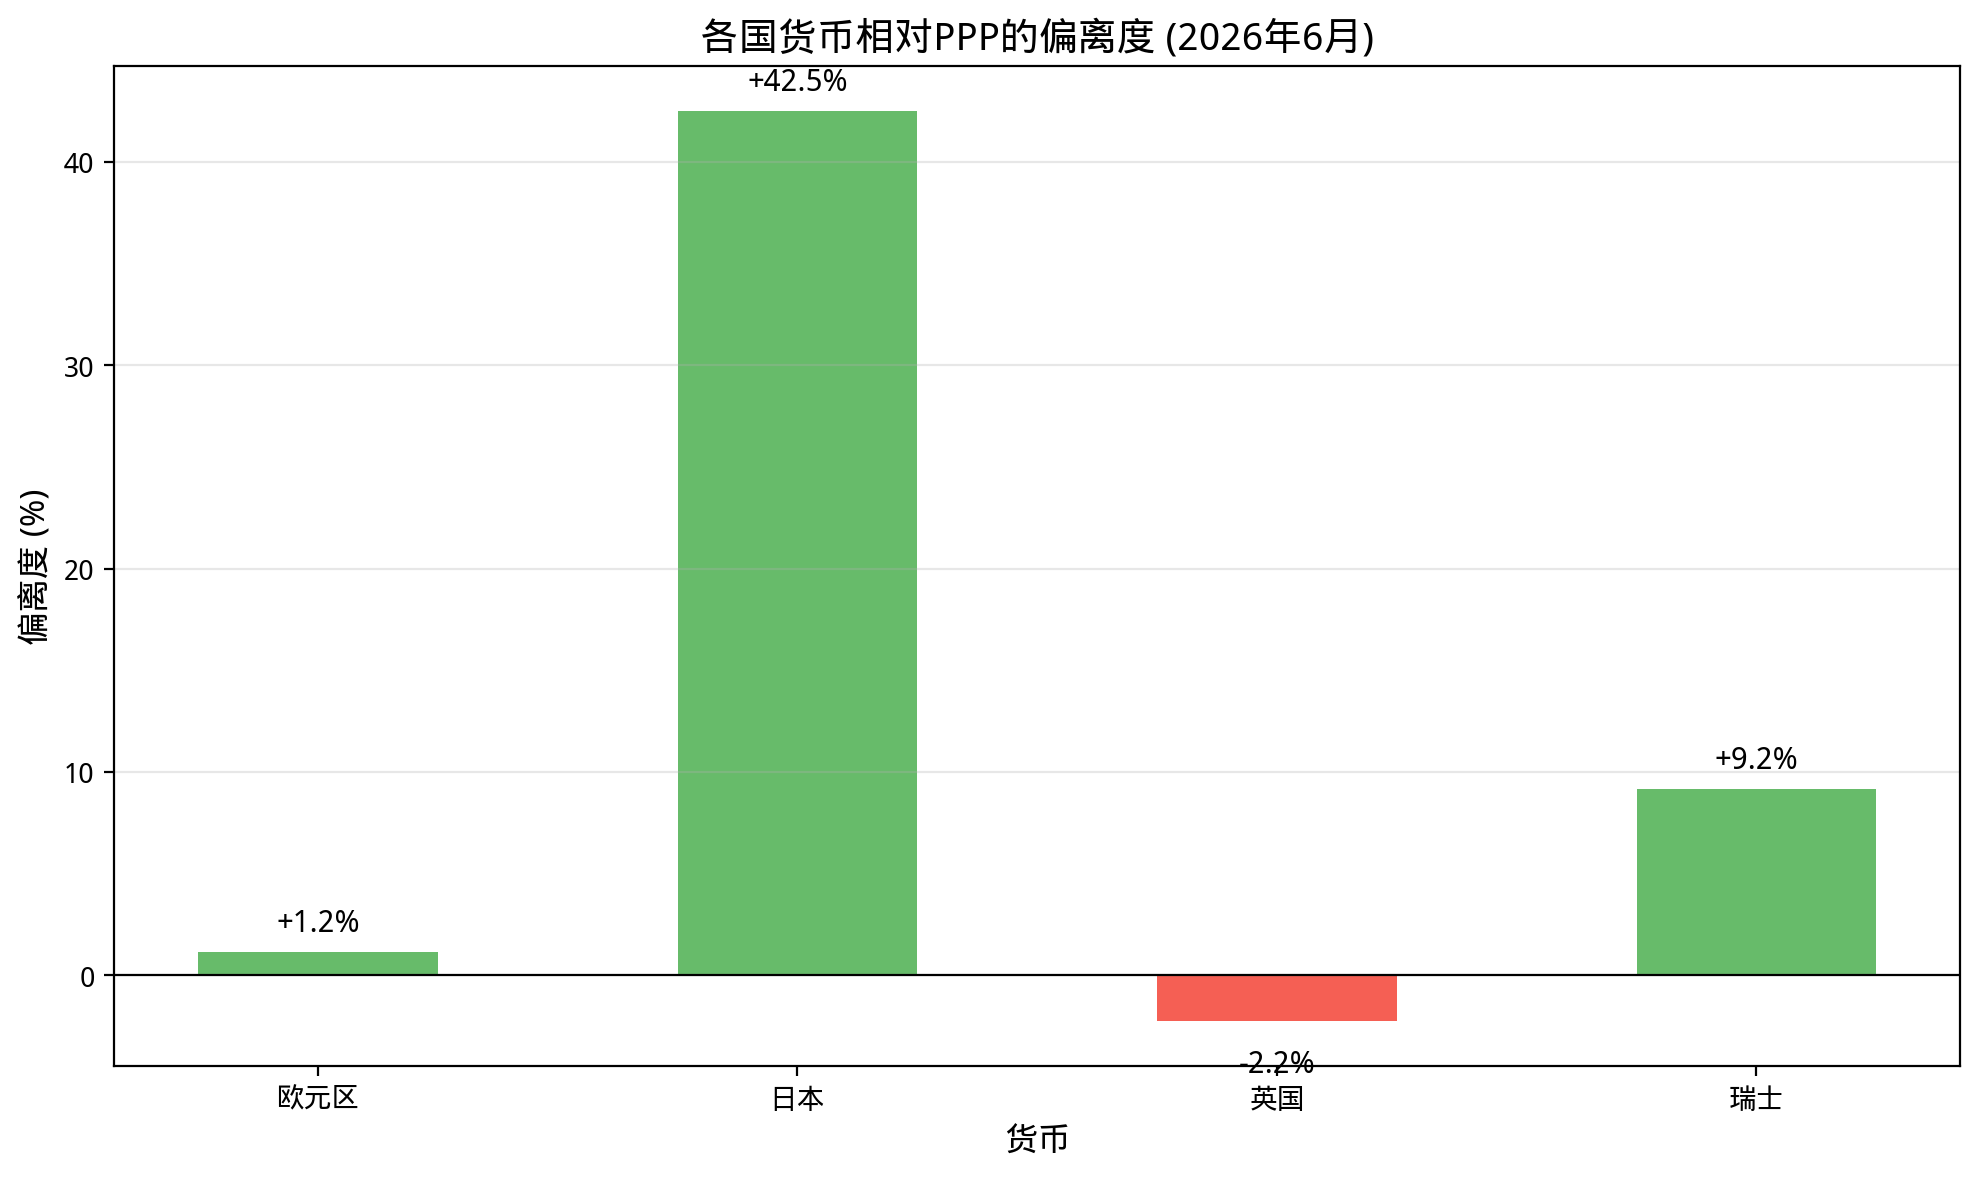 各国货币相对PPP的偏离度 (2026年6月)
+42.5%
40
30
偏离度 (%)
20
10
+9.2%
+1.2%
0
-2.2%
欧元区
日本
英国
瑞士
货币